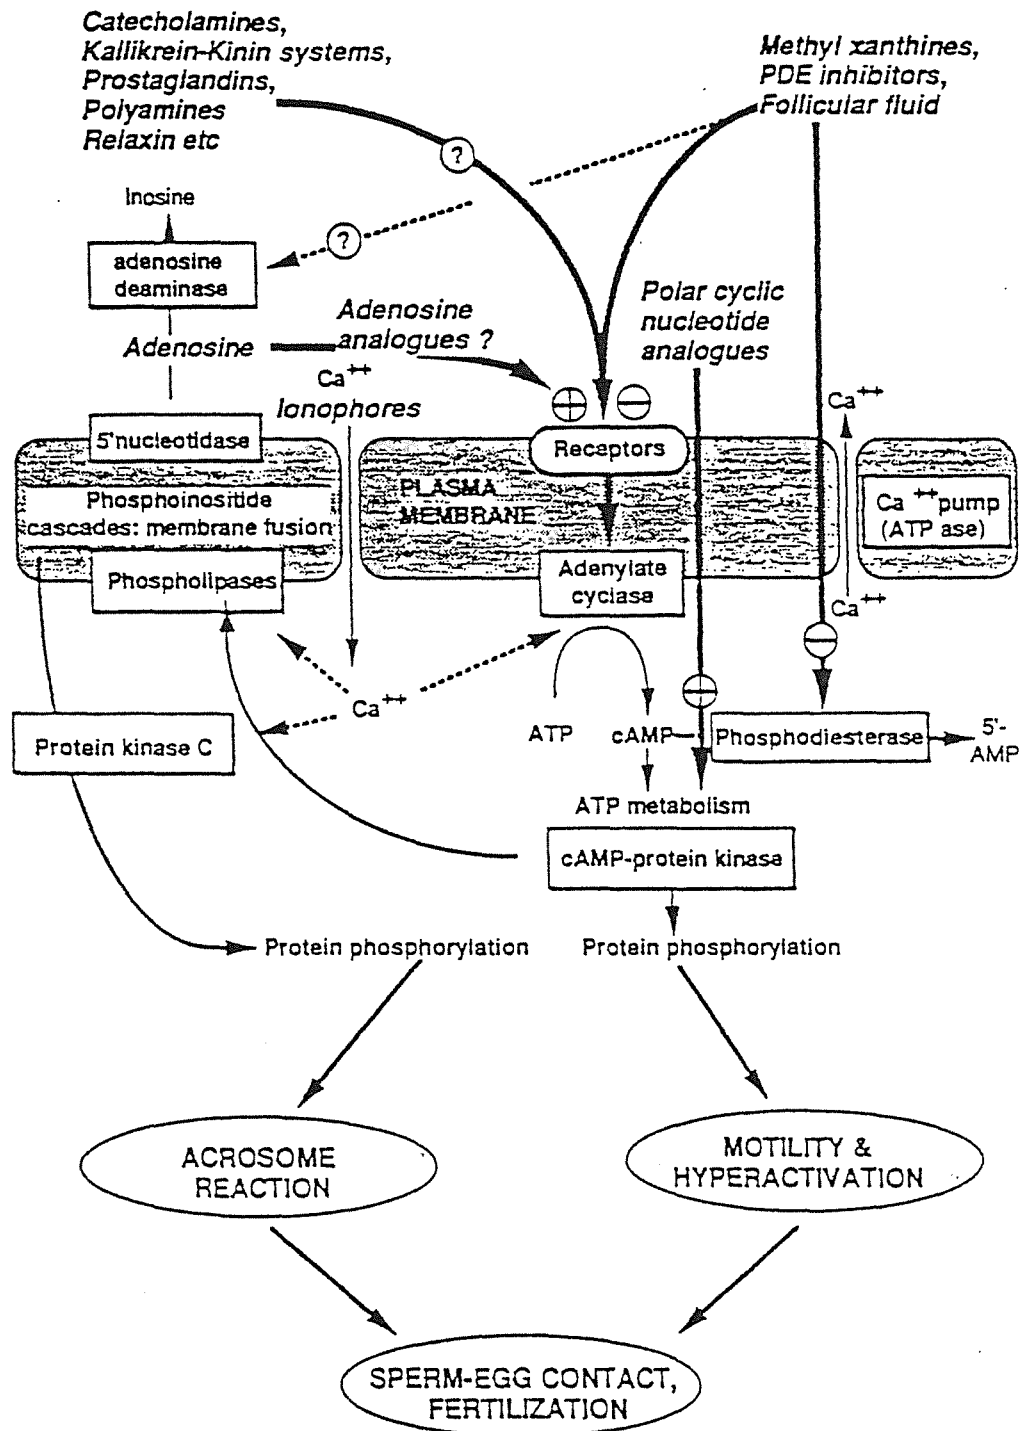 Catecholamines,
Kallikrein-Kinin systems,
Prostaglandins,
Polyamines
Relaxin etc
Methyl xanthines,
PDE inhibitors,
Follicular fluid
?
Inosine
?
adenosine
deaminase
Adenosine
Adenosine
analogues ?
Polar cyclic
nucleotide
analogues
Ca++
Ionophores
+
−
Ca++
5'nucleotidase
Receptors
Phosphoinositide
cascades: membrane fusion
PLASMA
MEMBRANE
Ca ++ pump
(ATP ase)
Phospholipases
Adenylate
cyclase
Ca++
−
Ca++
+
ATP
cAMP
Phosphodiesterase
5'-
AMP
Protein kinase C
ATP metabolism
cAMP-protein kinase
Protein phosphorylation
Protein phosphorylation
ACROSOME
REACTION
MOTILITY &
HYPERACTIVATION
SPERM-EGG CONTACT,
FERTILIZATION